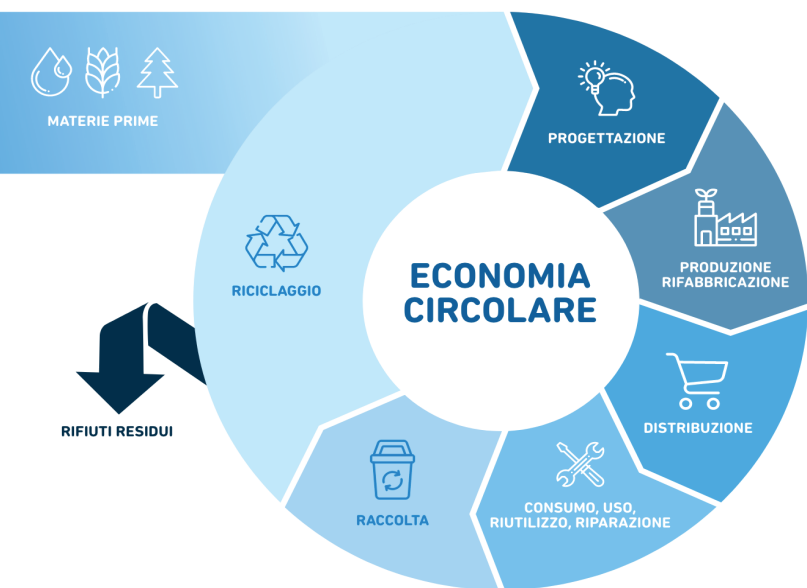 MATERIE PRIME
PROGETTAZIONE
PRODUZIONE
RIFABBRICAZIONE
RICICLAGGIO
ECONOMIA
CIRCOLARE
DISTRIBUZIONE
RIFIUTI RESIDUI
CONSUMO, USO,
RIUTILIZZO, RIPARAZIONE
RACCOLTA